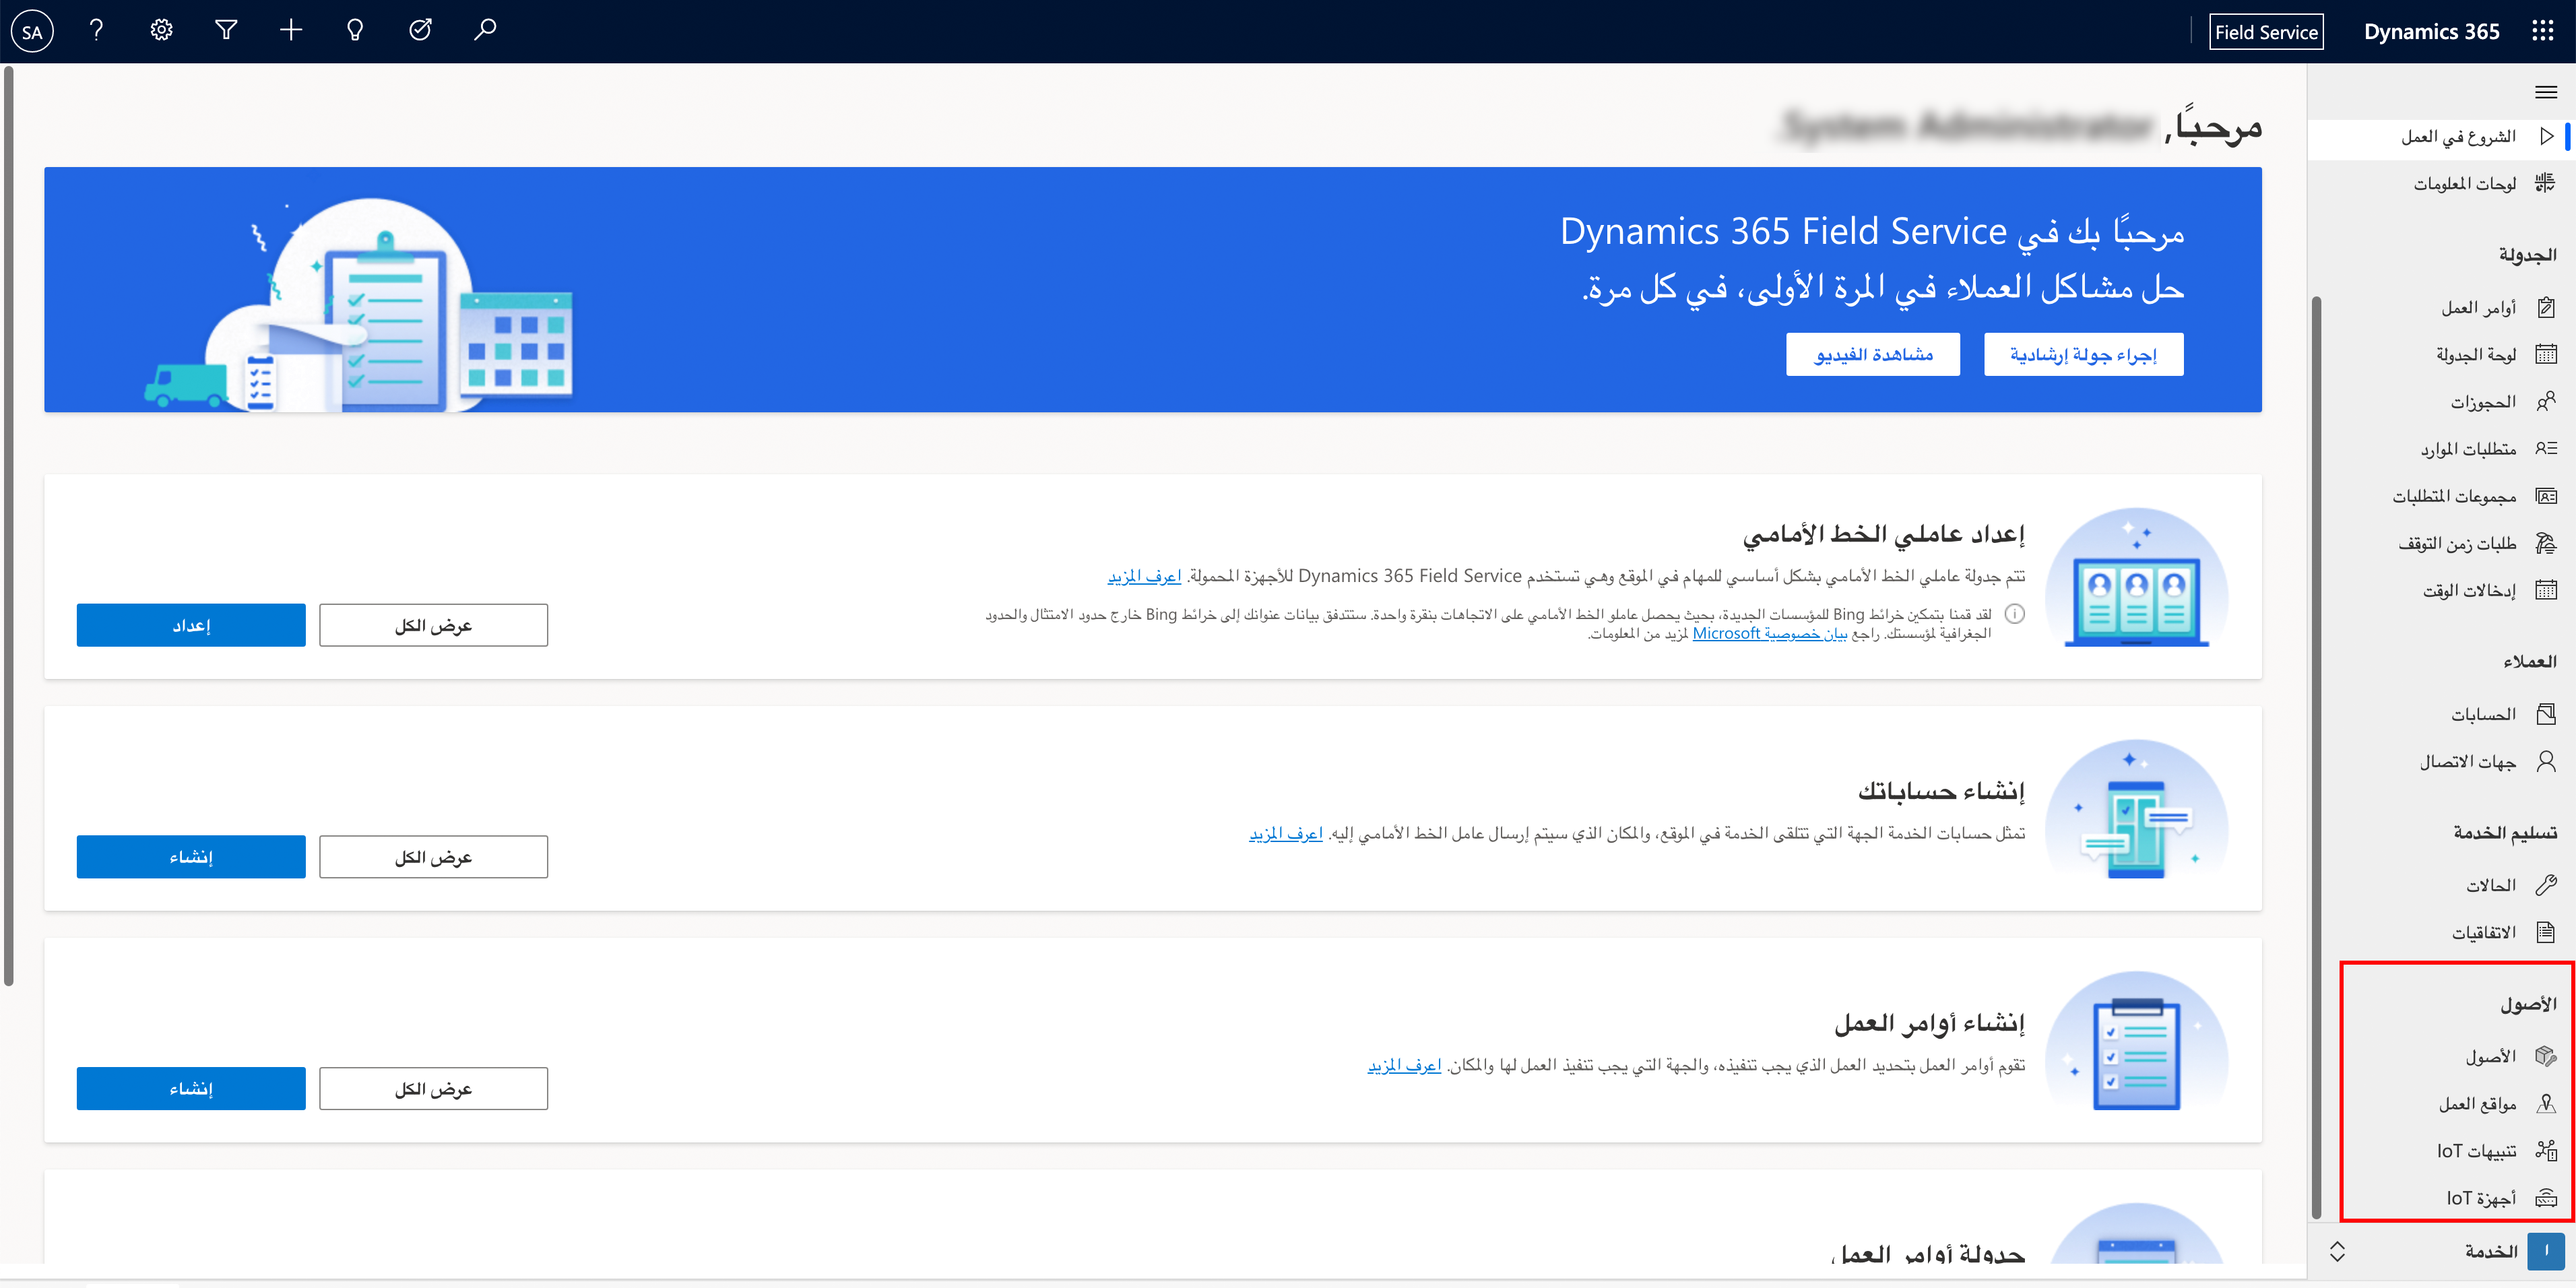 Dynamics 365
Field Service
SA
الشروع في العمل
لوحات المعلومات
الجدولة
أوامر العمل
لوحة الجدولة
الحجوزات
متطلبات الموارد
مجموعات المتطلبات
طلبات زمن التوقف
إدخالات الوقت
العملاء
الحسابات
جهات الاتصال
تسليم الخدمة
الحالات
الاتفاقيات
الأصول
الأصول
مواقع العمل
تنبيهات IoT
أجهزة IoT
ا
الخدمة
مرحبًا, System Administrator.
مرحبًا بك في Dynamics 365 Field Service
حل مشاكل العملاء في المرة الأولى، في كل مرة.
إجراء جولة إرشادية
مشاهدة الفيديو
إعداد عاملي الخط الأمامي
تتم جدولة عاملي الخط الأمامي بشكل أساسي للمهام في الموقع وهي تستخدم Dynamics 365 Field Service للأجهزة المحمولة. اعرف المزيد
لقد قمنا بتمكين خرائط Bing للمؤسسات الجديدة، بحيث يحصل عاملو الخط الأمامي على الاتجاهات بنقرة واحدة. ستتدفق بيانات عنوانك إلى خرائط Bing خارج حدود الامتثال والحدود
الجغرافية لمؤسستك. راجع بيان خصوصية Microsoft لمزيد من المعلومات.
عرض الكل
إعداد
إنشاء حساباتك
تمثل حسابات الخدمة الجهة التي تتلقى الخدمة في الموقع، والمكان الذي سيتم إرسال عامل الخط الأمامي إليه. اعرف المزيد
عرض الكل
إنشاء
إنشاء أوامر العمل
تقوم أوامر العمل بتحديد العمل الذي يجب تنفيذه، والجهة التي يجب تنفيذ العمل لها والمكان. اعرف المزيد
عرض الكل
إنشاء
جدولة أوامر العمل